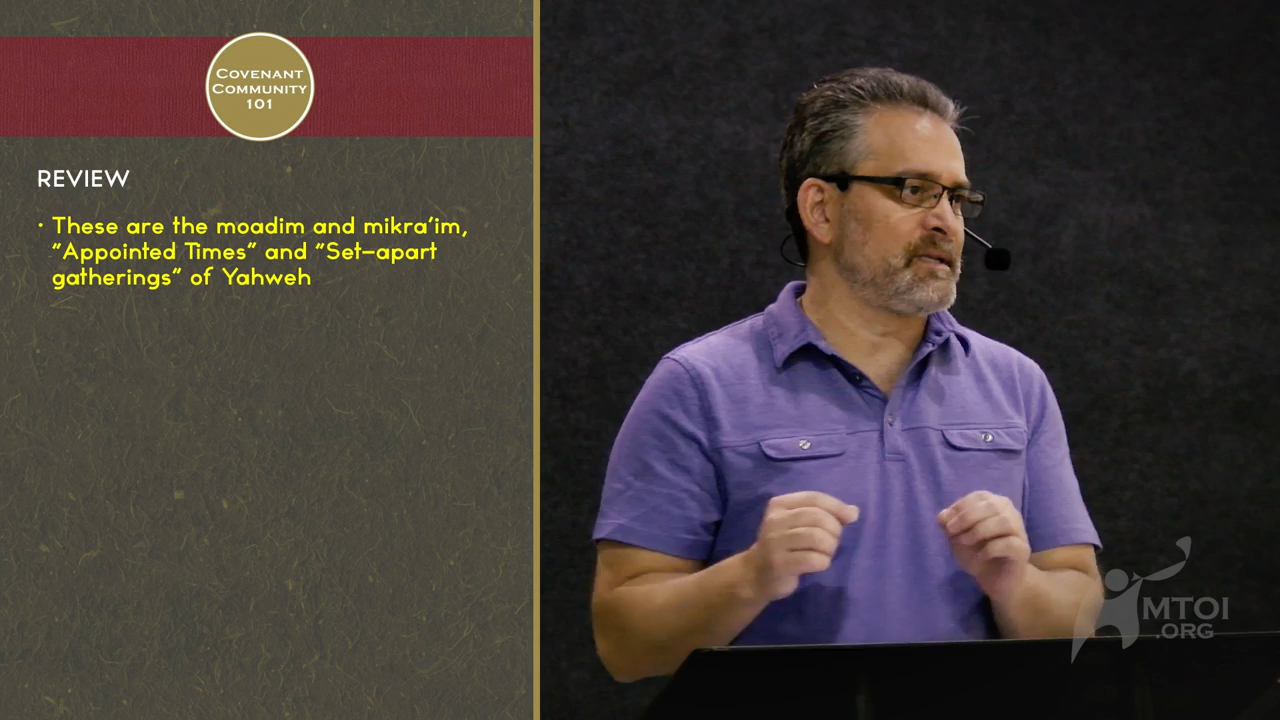 COVENANT
COMMUNITY
101
REVIEW
• These are the moadim and mikra’im,
“Appointed Times” and “Set-apart
gatherings” of Yahweh
MTOI
.ORG